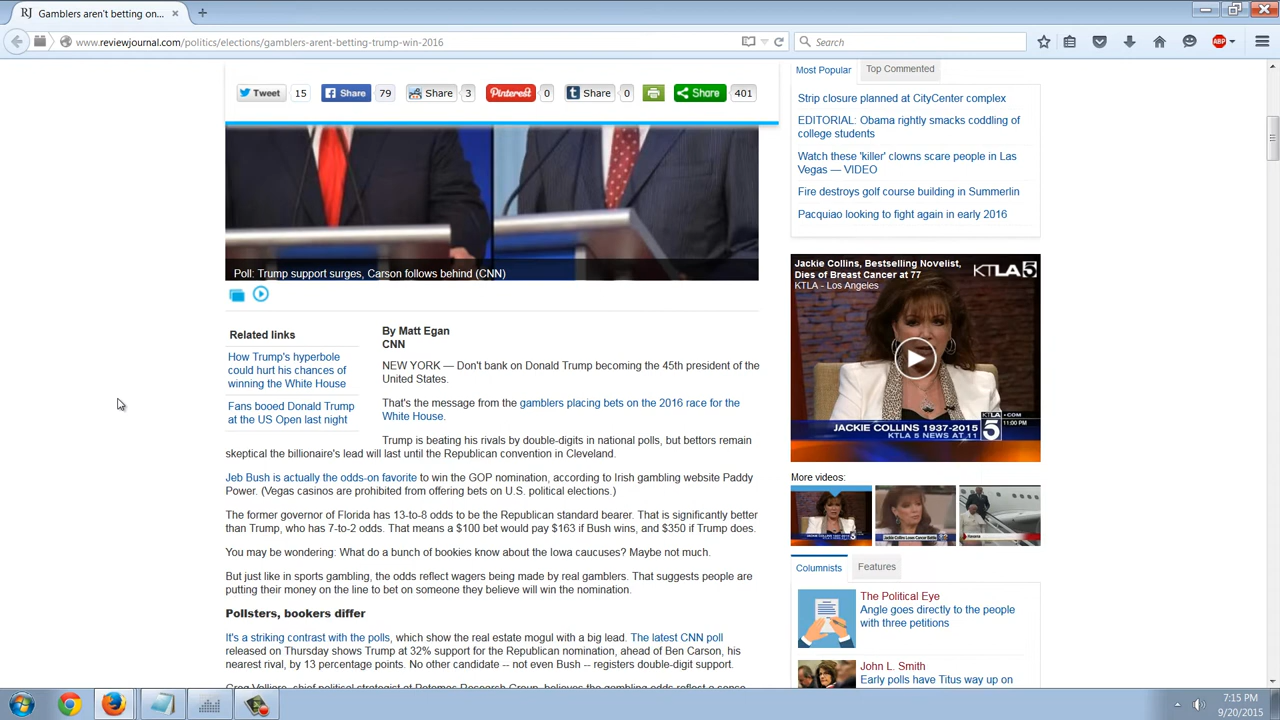 Gamblers aren't betting on...
www.reviewjournal.com/politics/elections/gamblers-arent-betting-trump-win-2016
Search
ABP
Tweet 15 Share 79 Share 3 Pinterest 0 Share 0 Share 401
Poll: Trump support surges, Carson follows behind (CNN)
Related links
How Trump's hyperbole
could hurt his chances of
winning the White House
Fans booed Donald Trump
at the US Open last night
By Matt Egan
CNN
NEW YORK — Don't bank on Donald Trump becoming the 45th president of the
United States.
That's the message from the gamblers placing bets on the 2016 race for the
White House.
Trump is beating his rivals by double-digits in national polls, but bettors remain
skeptical the billionaire's lead will last until the Republican convention in Cleveland.
Jeb Bush is actually the odds-on favorite to win the GOP nomination, according to Irish gambling website Paddy
Power. (Vegas casinos are prohibited from offering bets on U.S. political elections.)
The former governor of Florida has 13-to-8 odds to be the Republican standard bearer. That is significantly better
than Trump, who has 7-to-2 odds. That means a $100 bet would pay $163 if Bush wins, and $350 if Trump does.
You may be wondering: What do a bunch of bookies know about the Iowa caucuses? Maybe not much.
But just like in sports gambling, the odds reflect wagers being made by real gamblers. That suggests people are
putting their money on the line to bet on someone they believe will win the nomination.
Pollsters, bookers differ
It's a striking contrast with the polls, which show the real estate mogul with a big lead. The latest CNN poll
released on Thursday shows Trump at 32% support for the Republican nomination, ahead of Ben Carson, his
nearest rival, by 13 percentage points. No other candidate -- not even Bush -- registers double-digit support.
Most Popular
Top Commented
Strip closure planned at CityCenter complex
EDITORIAL: Obama rightly smacks coddling of
college students
Watch these 'killer' clowns scare people in Las
Vegas — VIDEO
Fire destroys golf course building in Summerlin
Pacquiao looking to fight again in early 2016
Jackie Collins, Bestselling Novelist,
Dies of Breast Cancer at 77
KTLA - Los Angeles
KTLA 5
KTLA.COM
JACKIE COLLINS 1937-2015
KTLA 5 NEWS AT 11
5
11:00 PM
More videos:
Columnists
Features
The Political Eye
Angle goes directly to the people
with three petitions
John L. Smith
Early polls have Titus way up on
7:15 PM
9/20/2015